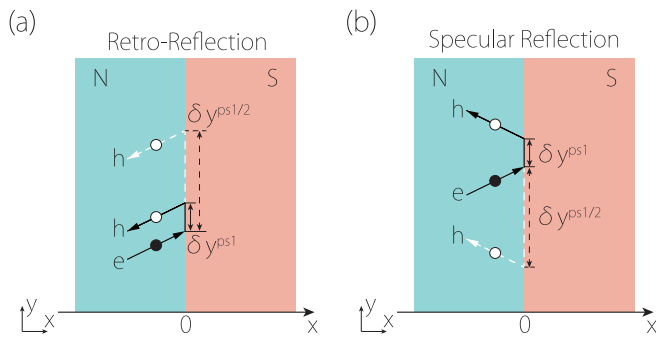 (a)
Retro-Reflection
N
S
δ y^ps1/2
h
h
e
δ y^ps1
y
x
0
x
(b)
Specular Reflection
N
S
h
δ y^ps1
e
δ y^ps1/2
h
y
x
0
x